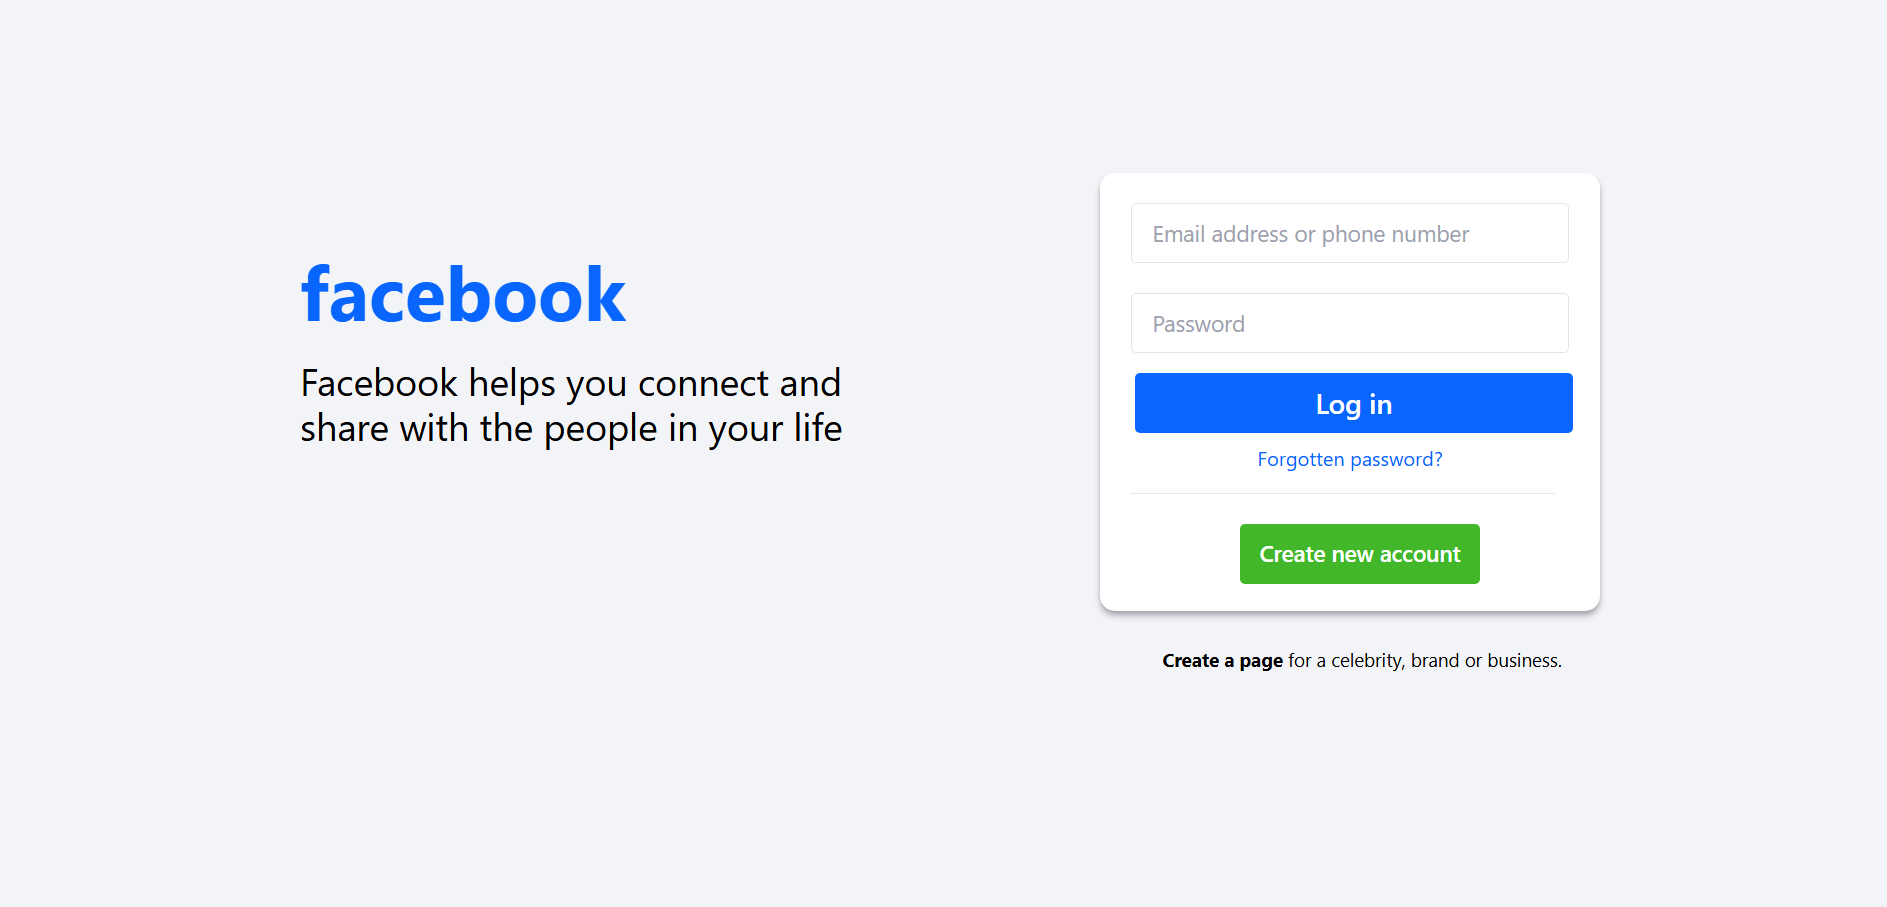 facebook
Facebook helps you connect and
share with the people in your life
Email address or phone number
Password
Log in
Forgotten password?
Create new account
Create a page for a celebrity, brand or business.